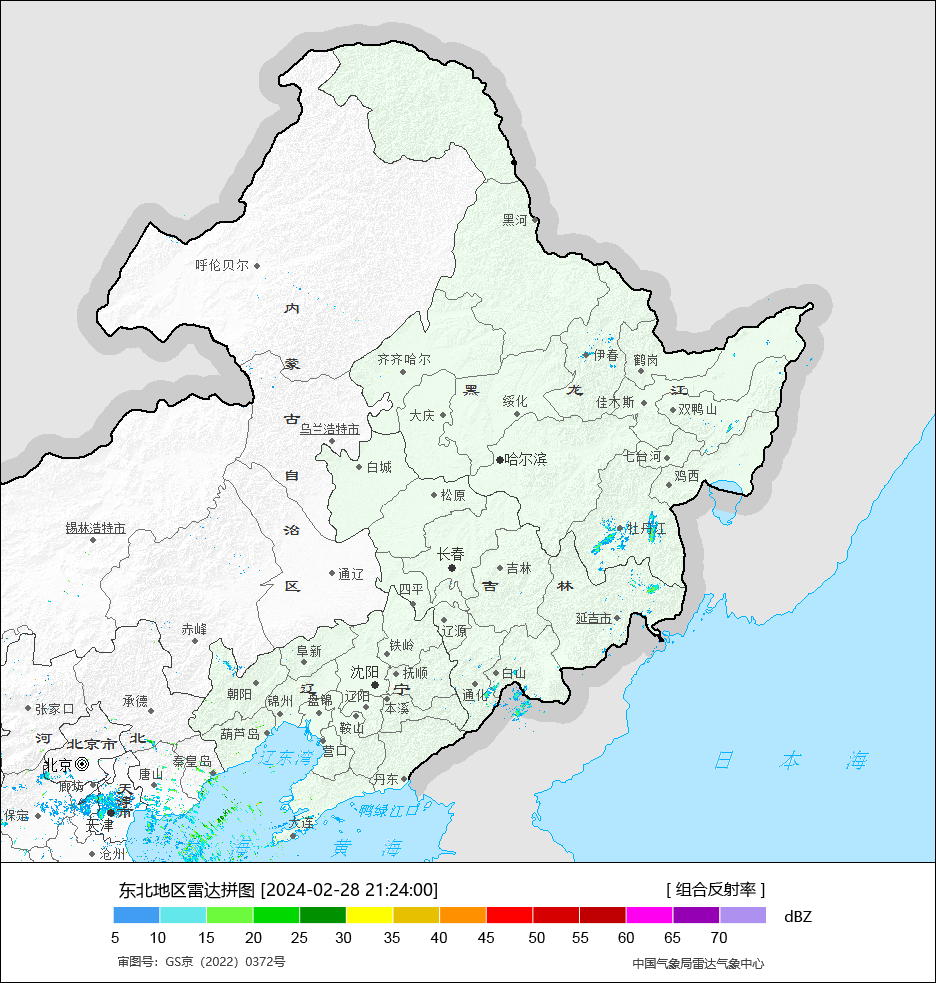 黑河
呼伦贝尔
内
蒙
古
自
治
区
伊春
鹤岗
齐齐哈尔
黑
龙
江
绥化
佳木斯
双鸭山
大庆
乌兰浩特市
哈尔滨
七台河
白城
鸡西
松原
锡林浩特市
牡丹江
长春
吉林
吉
林
通辽
四平
延吉市
赤峰
辽源
铁岭
阜新
沈阳
抚顺
白山
朝阳
辽
宁
通化
锦州
盘锦
辽阳
本溪
承德
张家口
葫芦岛
鞍山
河
北京市
北
营口
辽东湾
日本海
北京
秦皇岛
唐山
丹东
廊坊
天
津
市
鸭绿江口
保定
天津
大连
海
黄海
沧州
东北地区雷达拼图 [2024-02-28 21:24:00]
[ 组合反射率 ]
dBZ
5 10 15 20 25 30 35 40 45 50 55 60 65 70
审图号：GS京（2022）0372号
中国气象局雷达气象中心